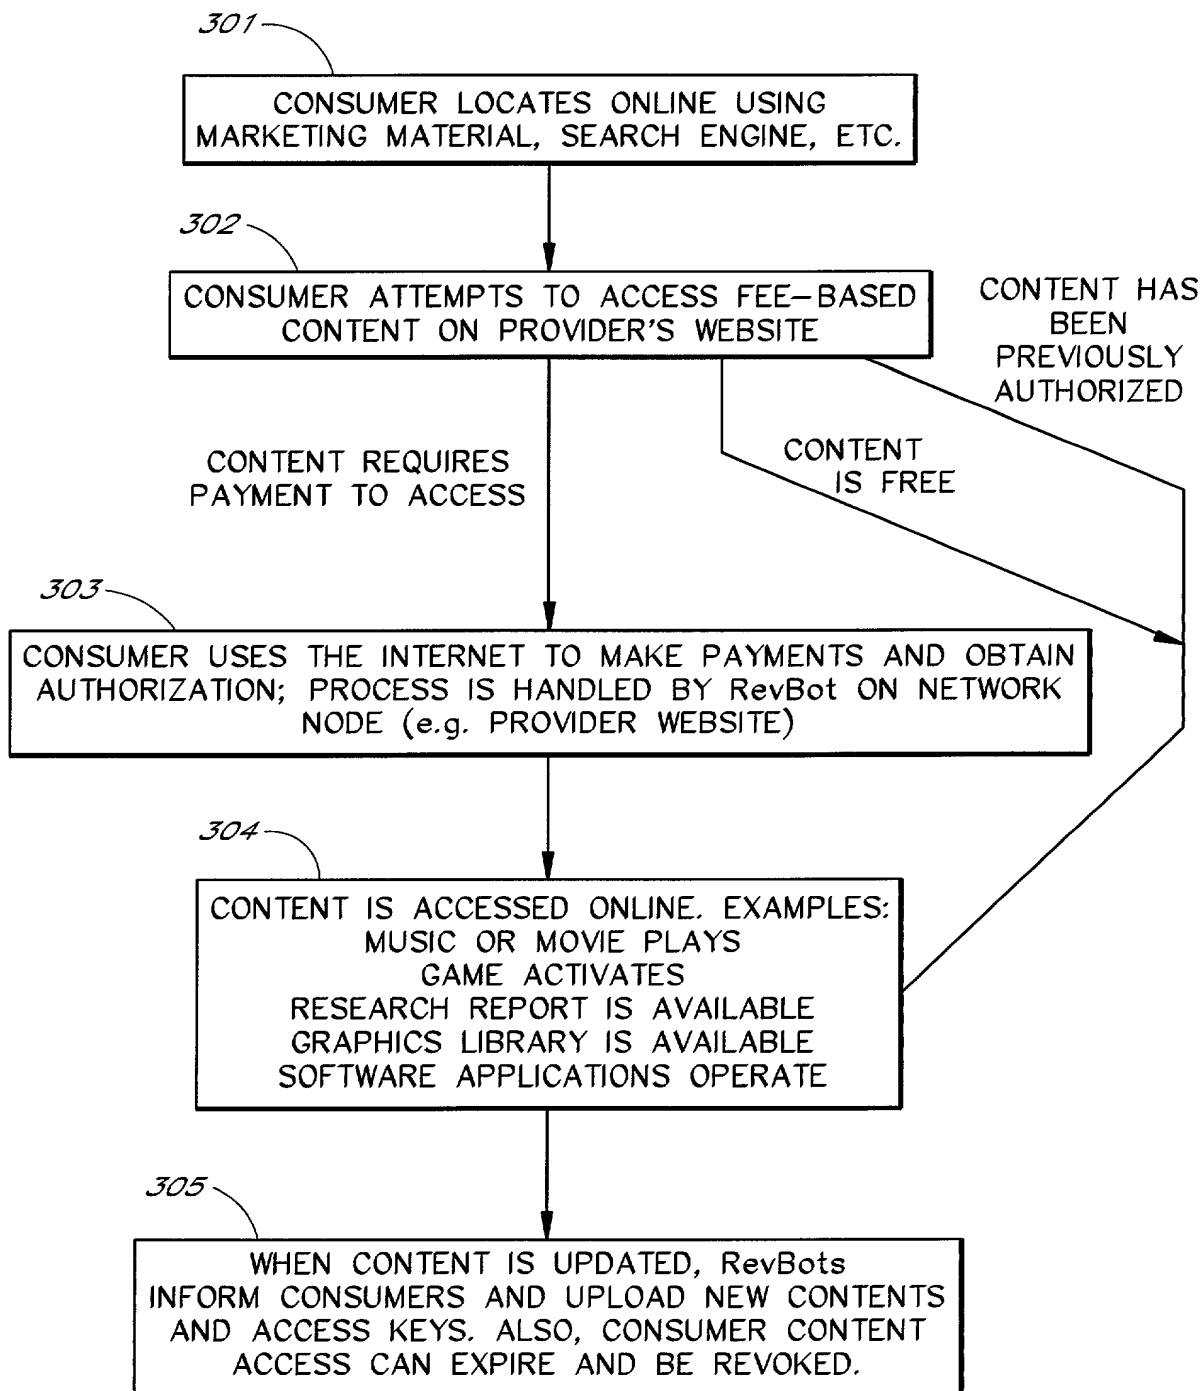 301
CONSUMER LOCATES ONLINE USING
MARKETING MATERIAL, SEARCH ENGINE, ETC.
302
CONSUMER ATTEMPTS TO ACCESS FEE-BASED
CONTENT ON PROVIDER'S WEBSITE
CONTENT HAS
BEEN
PREVIOUSLY
AUTHORIZED
CONTENT REQUIRES
PAYMENT TO ACCESS
CONTENT
IS FREE
303
CONSUMER USES THE INTERNET TO MAKE PAYMENTS AND OBTAIN
AUTHORIZATION; PROCESS IS HANDLED BY RevBot ON NETWORK
NODE (e.g. PROVIDER WEBSITE)
304
CONTENT IS ACCESSED ONLINE. EXAMPLES:
MUSIC OR MOVIE PLAYS
GAME ACTIVATES
RESEARCH REPORT IS AVAILABLE
GRAPHICS LIBRARY IS AVAILABLE
SOFTWARE APPLICATIONS OPERATE
305
WHEN CONTENT IS UPDATED, RevBots
INFORM CONSUMERS AND UPLOAD NEW CONTENTS
AND ACCESS KEYS. ALSO, CONSUMER CONTENT
ACCESS CAN EXPIRE AND BE REVOKED.